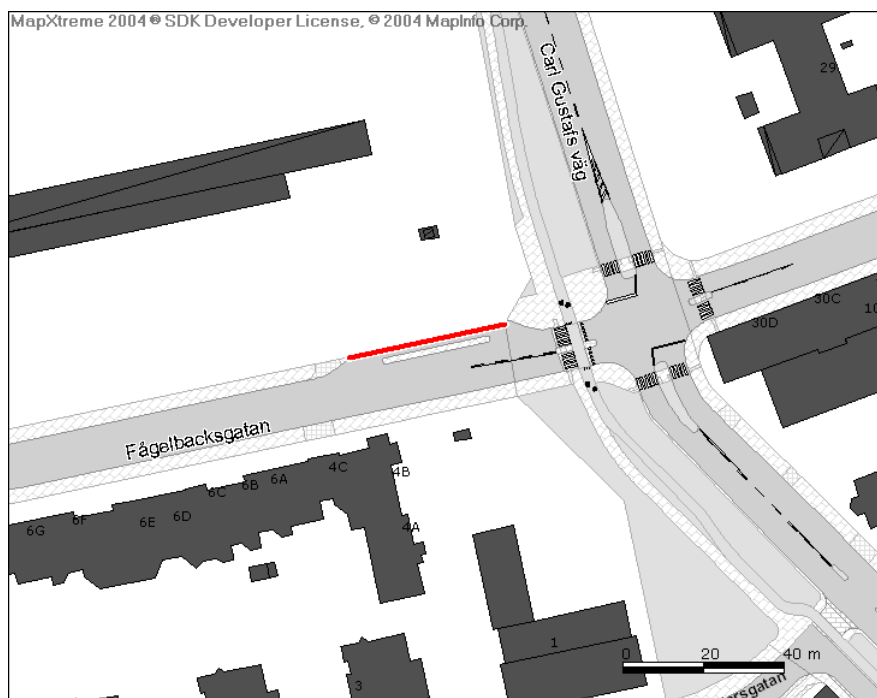 MapXtreme 2004 ® SDK Developer License, © 2004 MapInfo Corp.
Carl Gustafs väg
29
30C
10
30D
Fågelbacksgatan
4C
4B
6A
6B
6C
6D
6E
6F
6G
4A
1
3
0 20 40 m